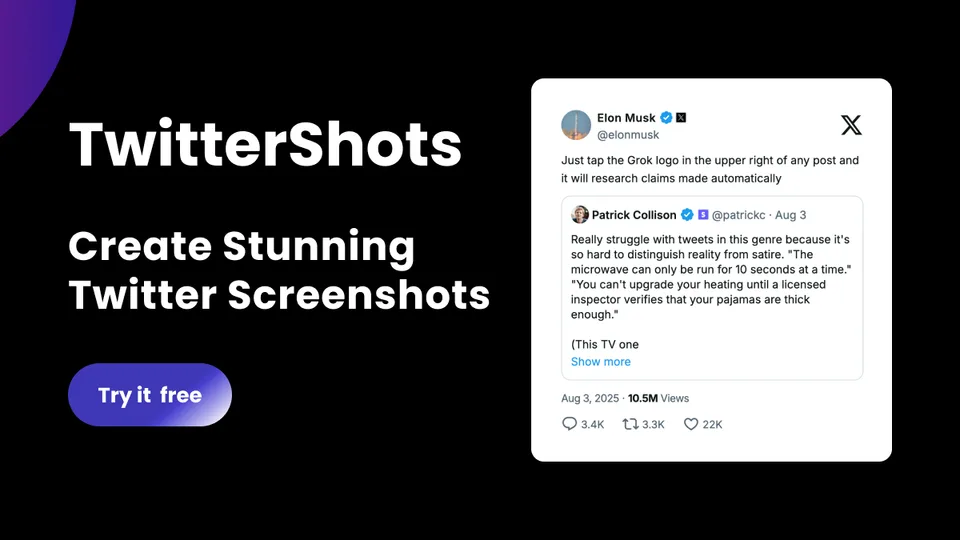 TwitterShots
Create Stunning
Twitter Screenshots
Try it free
Elon Musk
@elonmusk
Just tap the Grok logo in the upper right of any post and
it will research claims made automatically
Patrick Collison @patrickc · Aug 3
Really struggle with tweets in this genre because it's
so hard to distinguish reality from satire. "The
microwave can only be run for 10 seconds at a time."
"You can't upgrade your heating until a licensed
inspector verifies that your pajamas are thick
enough."
(This TV one
Show more
Aug 3, 2025 · 10.5M Views
3.4K 3.3K 22K